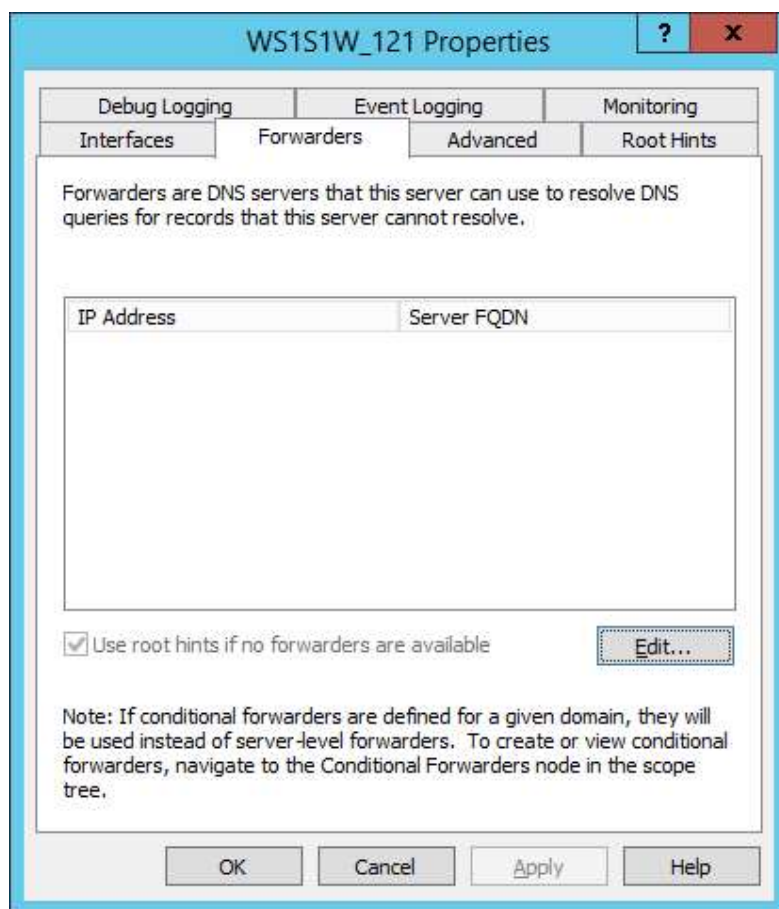 WS1S1W_121 Properties
?
x
Debug Logging
Event Logging
Monitoring
Interfaces
Forwarders
Advanced
Root Hints
Forwarders are DNS servers that this server can use to resolve DNS
queries for records that this server cannot resolve.
IP Address
Server FQDN
Use root hints if no forwarders are available
Edit...
Note: If conditional forwarders are defined for a given domain, they will
be used instead of server-level forwarders. To create or view conditional
forwarders, navigate to the Conditional Forwarders node in the scope
tree.
OK
Cancel
Apply
Help